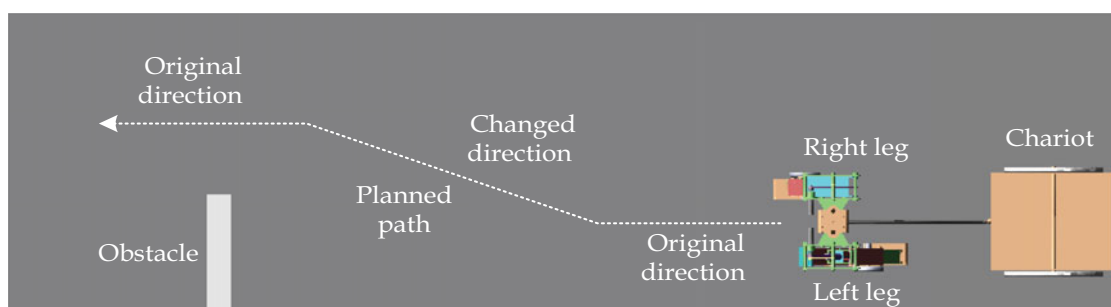 Original
direction
Changed
direction
Right leg
Chariot
Planned
path
Obstacle
Original
direction
Left leg